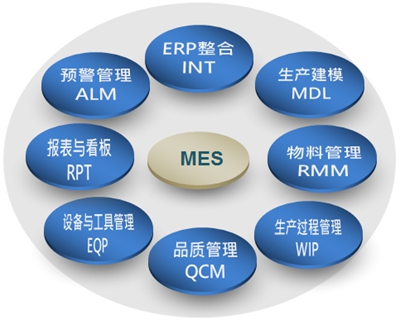 ERP整合
INT
预警管理
ALM
生产建模
MDL
报表与看板
RPT
MES
物料管理
RMM
设备与工具管理
EQP
品质管理
QCM
生产过程管理
WIP